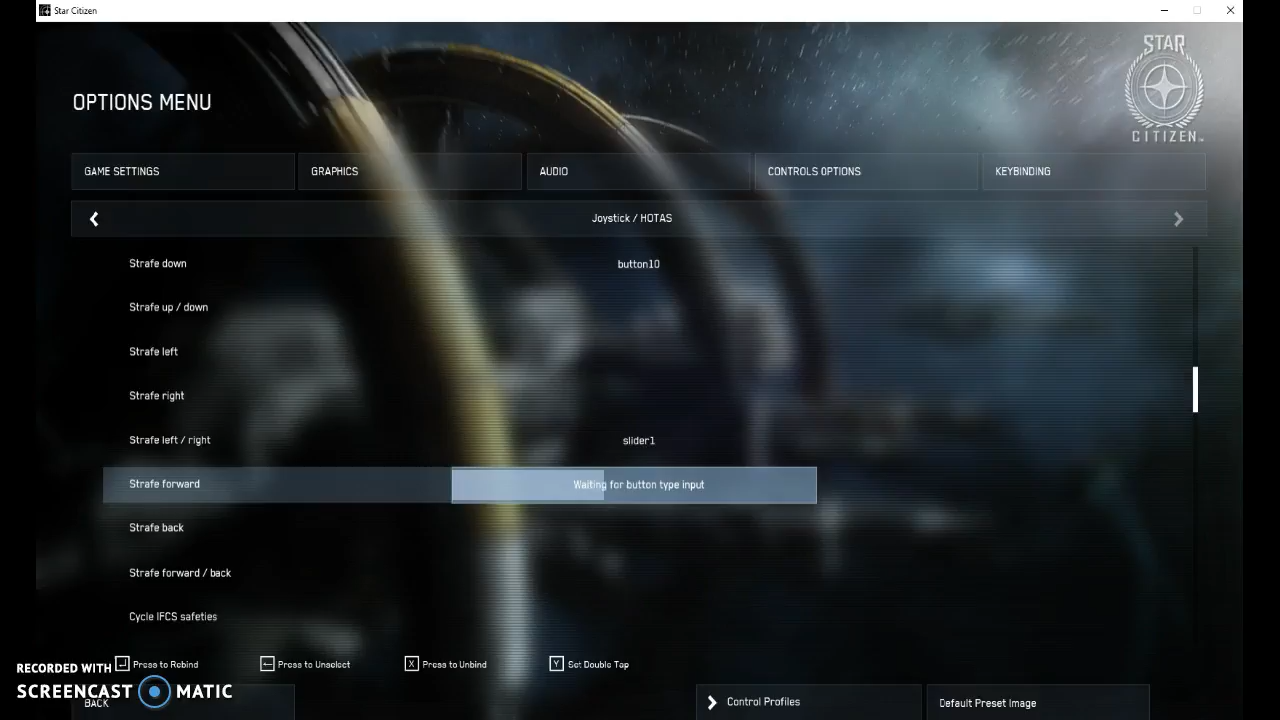 Star Citizen
STAR
CITIZEN
OPTIONS MENU
GAME SETTINGS
GRAPHICS
AUDIO
CONTROLS OPTIONS
KEYBINDING
Joystick / HOTAS
Strafe down
button10
Strafe up / down
Strafe left
Strafe right
Strafe left / right
slider1
Strafe forward
Waiting for button type input
Strafe back
Strafe forward / back
Cycle IFCS safeties
Press to Rebind
Press to Unselect
X Press to Unbind
Y Set Double Tap
RECORDED WITH
SCREENCAST MATIC
BACK
Control Profiles
Default Preset Image